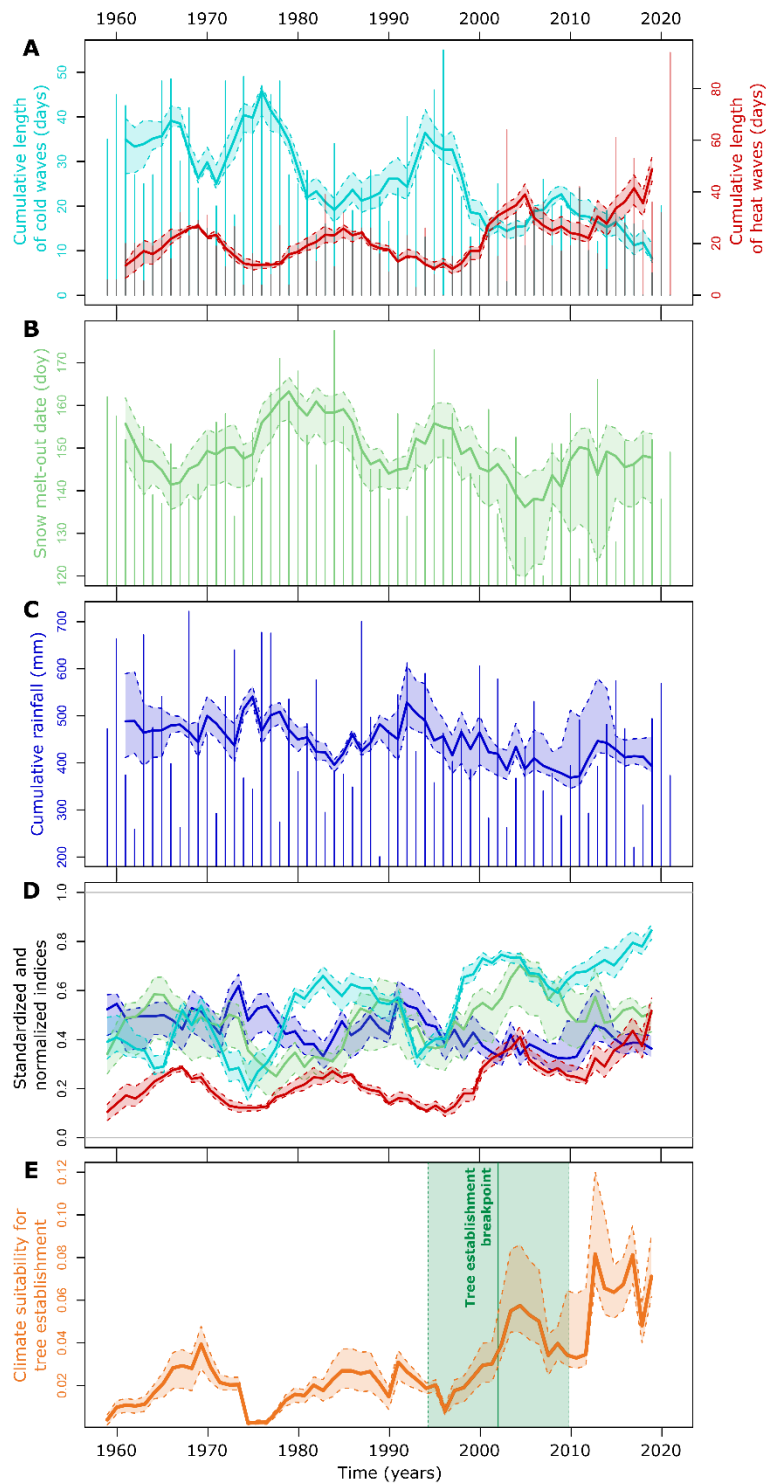 1960 1970 1980 1990 2000 2010 2020
A
Cumulative length
of cold waves (days)
0 10 20 30 40 50
0 20 40 60 80
Cumulative length
of heat waves (days)
B
Snow melt-out date (doy)
120 130 140 150 160 170
C
Cumulative rainfall (mm)
200 300 400 500 600 700
D
Standardized and
normalized indices
0.0 0.2 0.4 0.6 0.8 1.0
E
Climate suitability for
tree establishment
0.02 0.04 0.06 0.08 0.10 0.12
Tree establishment
breakpoint
1960 1970 1980 1990 2000 2010 2020
Time (years)